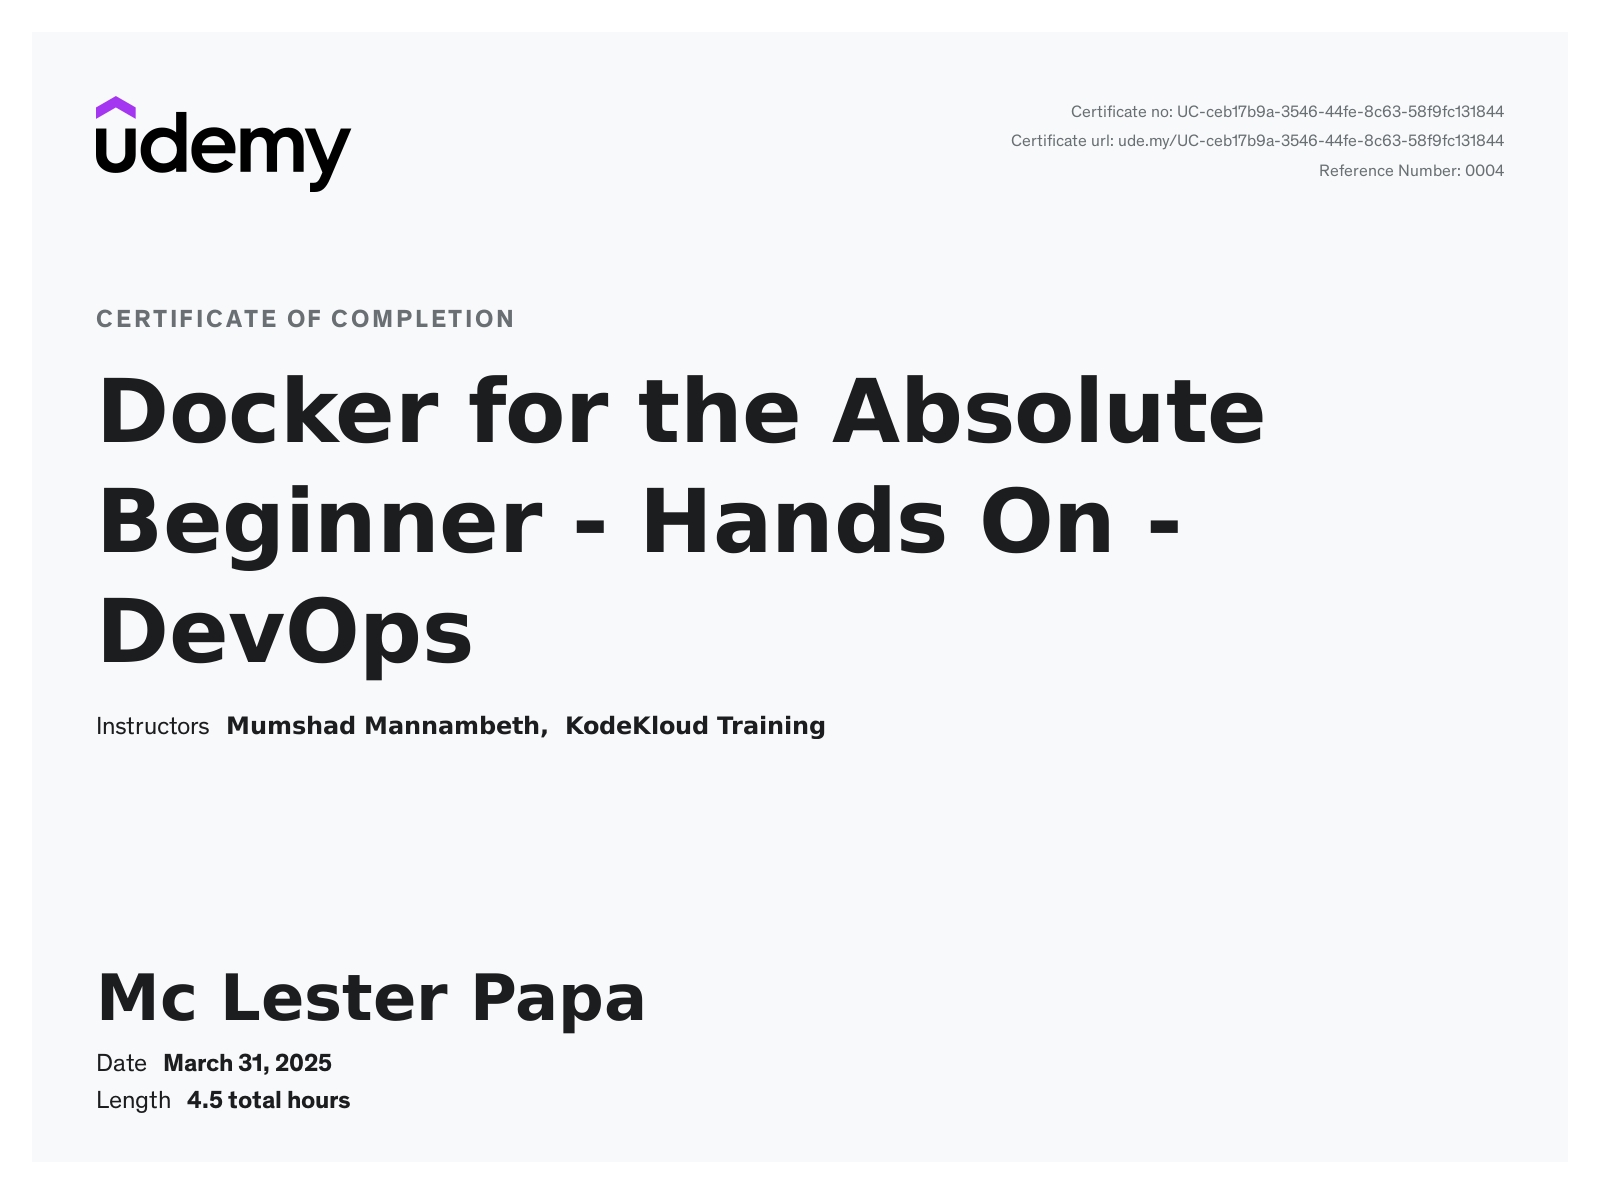 udemy
Certificate no: UC-ceb17b9a-3546-44fe-8c63-58f9fc131844
Certificate url: ude.my/UC-ceb17b9a-3546-44fe-8c63-58f9fc131844
Reference Number: 0004
CERTIFICATE OF COMPLETION
Docker for the Absolute
Beginner - Hands On -
DevOps
Instructors Mumshad Mannambeth, KodeKloud Training
Mc Lester Papa
Date March 31, 2025
Length 4.5 total hours